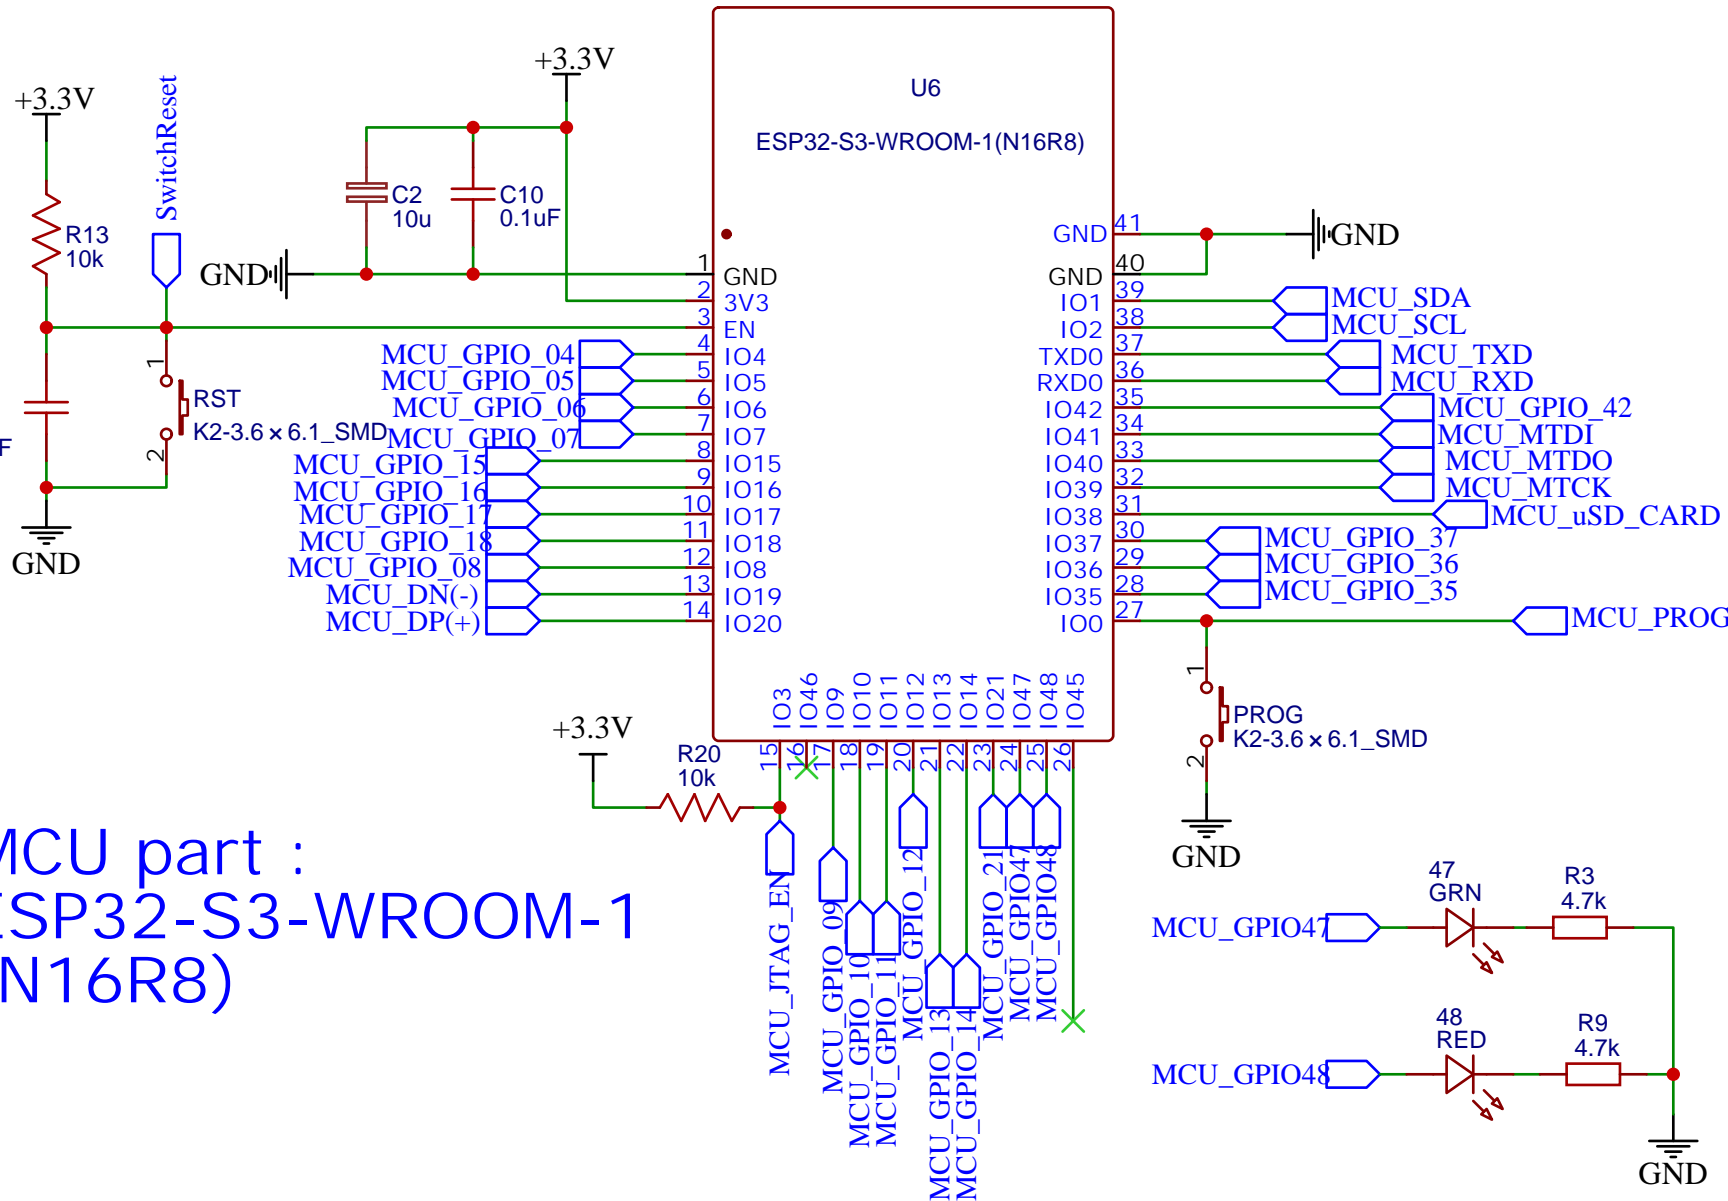 +3.3V
SwitchReset
R13
10k
+3.3V
C2
10u
C10
0.1uF
GND
U6
ESP32-S3-WROOM-1(N16R8)
1 GND
2 3V3
3 EN
4 IO4
5 IO5
6 IO6
7 IO7
8 IO15
9 IO16
10 IO17
11 IO18
12 IO8
13 IO19
14 IO20
MCU_GPIO_04
MCU_GPIO_05
MCU_GPIO_06
MCU_GPIO_07
MCU_GPIO_15
MCU_GPIO_16
MCU_GPIO_17
MCU_GPIO_18
MCU_GPIO_08
MCU_DN(-)
MCU_DP(+)
1
RST
K2-3.6×6.1_SMD
2
F
GND
GND 41
GND 40
IO1 39
IO2 38
TXD0 37
RXD0 36
IO42 35
IO41 34
IO40 33
IO39 32
IO38 31
IO37 30
IO36 29
IO35 28
IO0 27
GND
MCU_SDA
MCU_SCL
MCU_TXD
MCU_RXD
MCU_GPIO_42
MCU_MTDI
MCU_MTDO
MCU_MTCK
MCU_uSD_CARD
MCU_GPIO_37
MCU_GPIO_36
MCU_GPIO_35
MCU_PROG
1
PROG
K2-3.6×6.1_SMD
2
GND
IO3 15
IO46 16
IO9 17
IO10 18
IO11 19
IO12 20
IO13 21
IO14 22
IO21 23
IO47 24
IO48 25
IO45 26
+3.3V
R20
10k
MCU_JTAG_EN
MCU_GPIO_09
MCU_GPIO_10
MCU_GPIO_11
MCU_GPIO_12
MCU_GPIO_13
MCU_GPIO_14
MCU_GPIO_21
MCU_GPIO47
MCU_GPIO48
MCU part :
ESP32-S3-WROOM-1
N16R8)
MCU_GPIO47
47
GRN
R3
4.7k
MCU_GPIO48
48
RED
R9
4.7k
GND